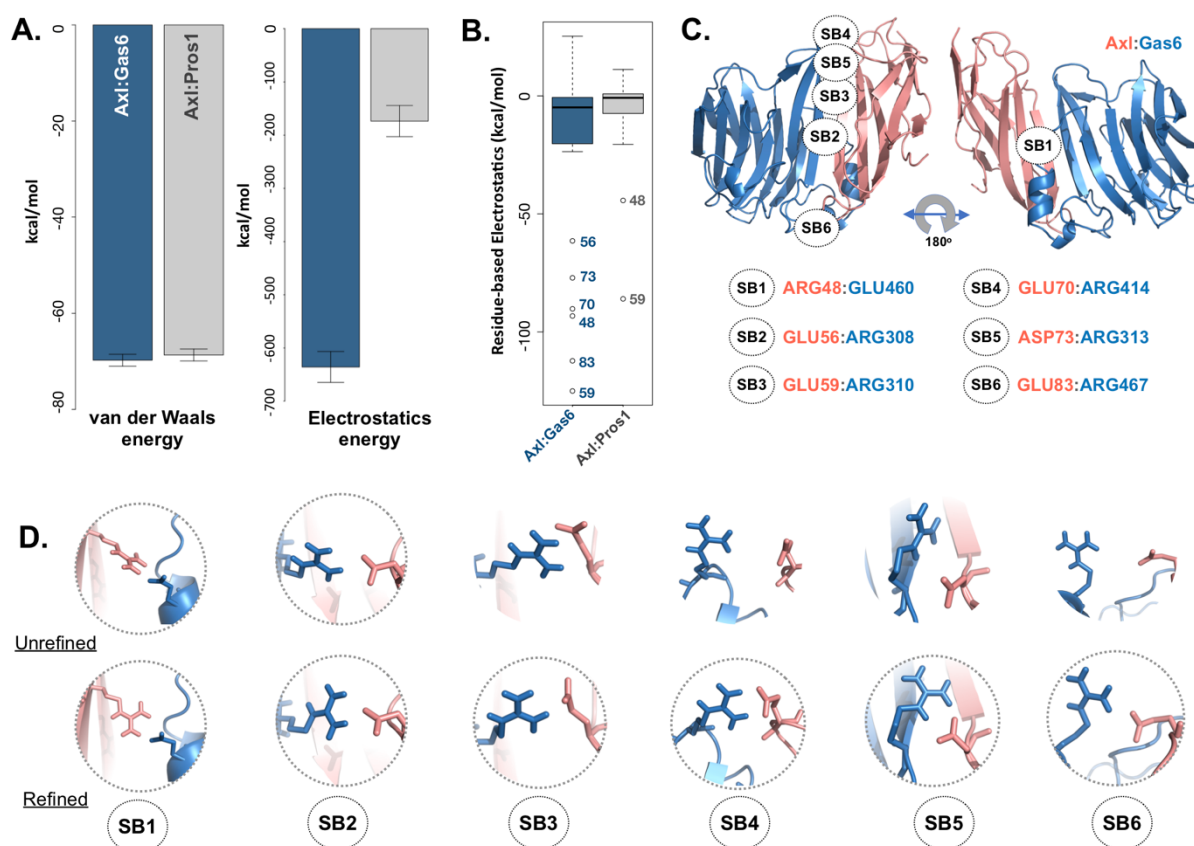 A.
kcal/mol
0
-20
-40
-60
-80
Axl:Gas6
Axl:Pros1
van der Waals
energy
kcal/mol
0
-100
-200
-300
-400
-500
-600
-700
Electrostatics
energy
B.
Residue-based Electrostatics (kcal/mol)
0
-50
-100
56
73
70
48
83
59
48
59
Axl:Gas6
Axl:Pros1
C.
Axl:Gas6
SB4
SB5
SB3
SB2
SB6
SB1
180º
SB1 ARG48:GLU460
SB4 GLU70:ARG414
SB2 GLU56:ARG308
SB5 ASP73:ARG313
SB3 GLU59:ARG310
SB6 GLU83:ARG467
D.
Unrefined
Refined
SB1 SB2 SB3 SB4 SB5 SB6